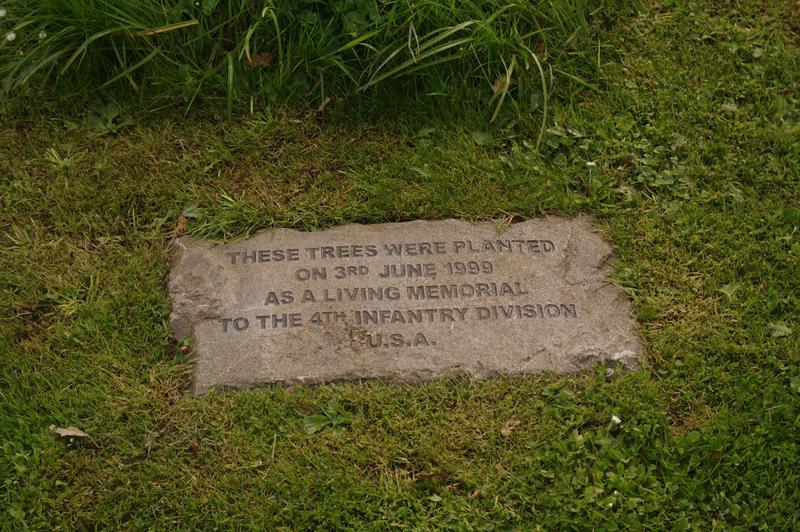 THESE TREES WERE PLANTED
ON 3RD JUNE 1999
AS A LIVING MEMORIAL
TO THE 4TH INFANTRY DIVISION
U.S.A.